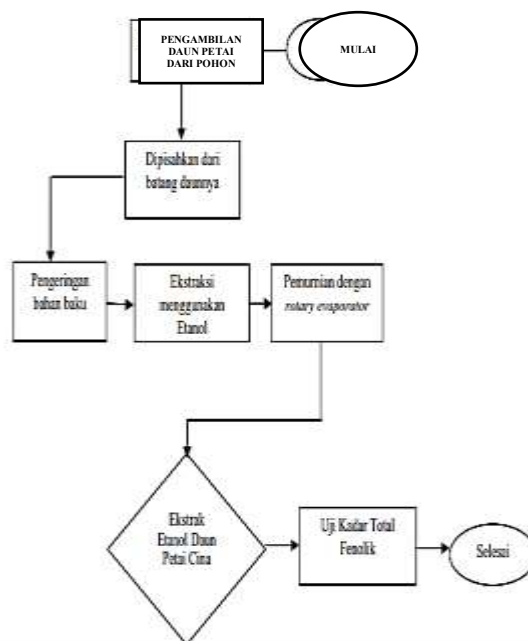 MULAI
PENGAMBILAN
DAUN PETAI
DARI POHON
Dipisahkan dari
batang daunnya
Pengeringan
bahan baku
Ekstraksi
menggunakan
Etanol
Pemurnian dengan
rotary evaporator
Ekstrak
Etanol Daun
Petai Cina
Uji Kadar Total
Fenolik
Selesai